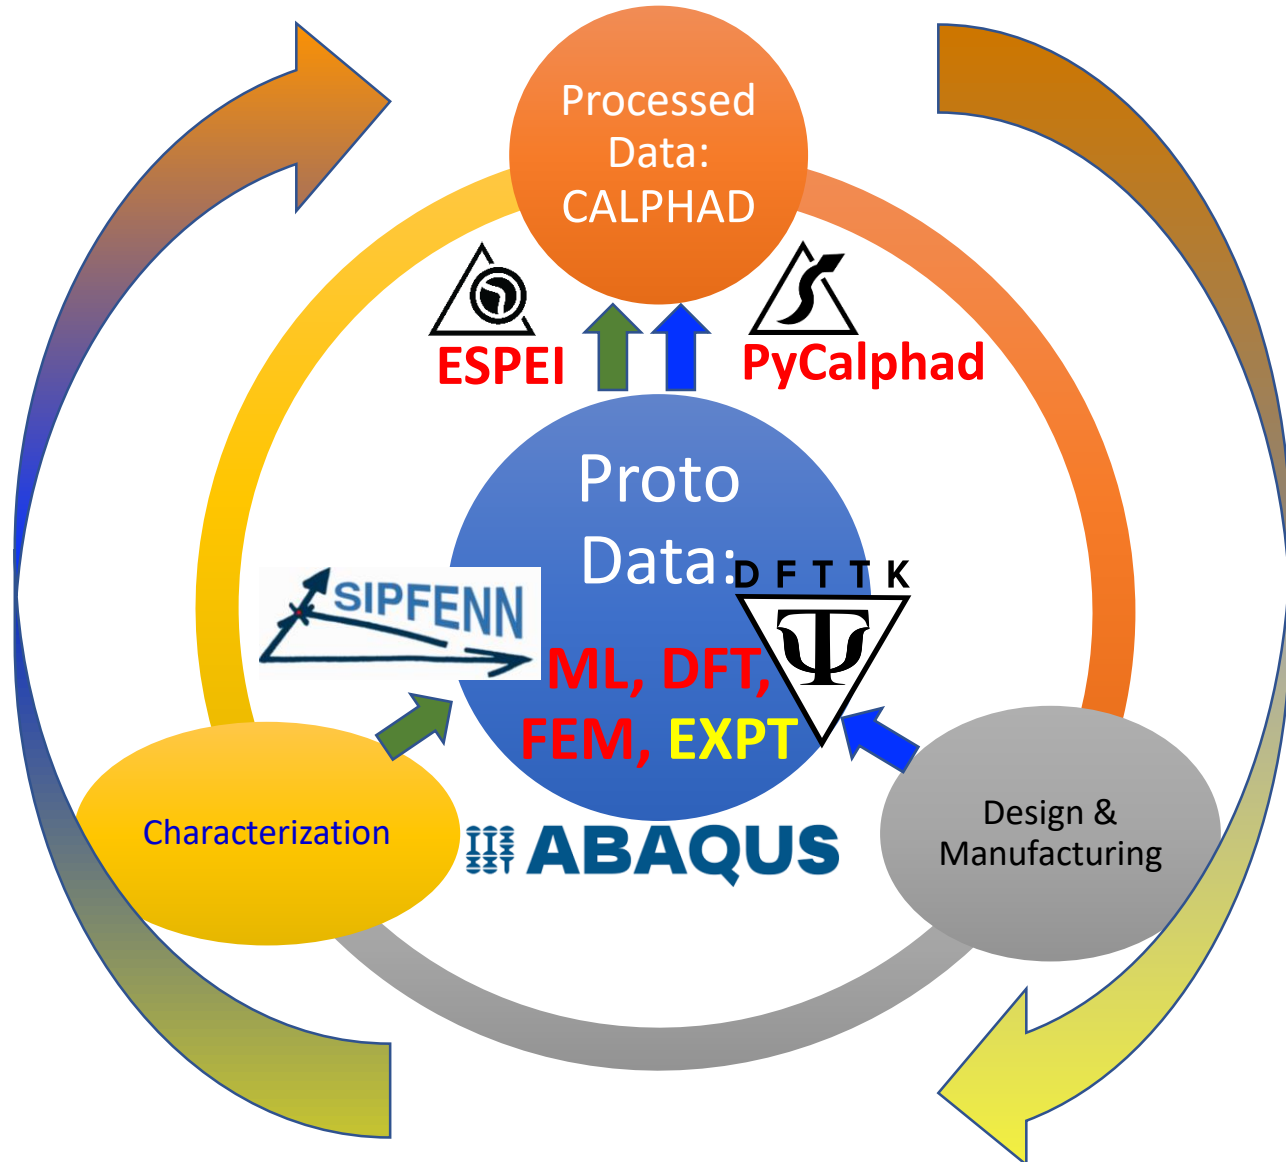 Processed
Data:
CALPHAD
ESPEI
PyCalphad
Proto
Data:
D F T T K
Ψ
SIPFENN
ML, DFT,
FEM, EXPT
Characterization
ABAQUS
Design &
Manufacturing